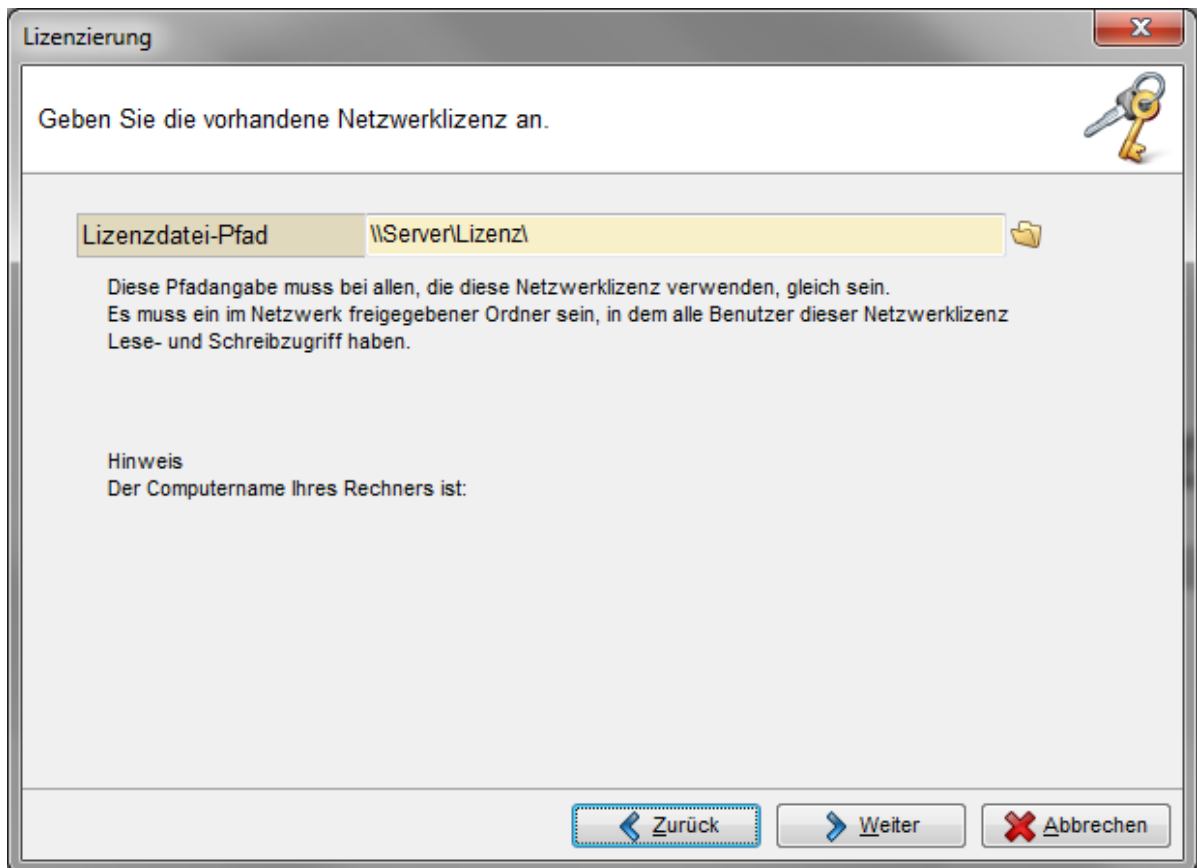 Lizenzierung
Geben Sie die vorhandene Netzwerklizenz an.
Lizenzdatei-Pfad
\\Server\Lizenz\
Diese Pfadangabe muss bei allen, die diese Netzwerklizenz verwenden, gleich sein.
Es muss ein im Netzwerk freigegebener Ordner sein, in dem alle Benutzer dieser Netzwerklizenz
Lese- und Schreibzugriff haben.
Hinweis
Der Computername Ihres Rechners ist:
Zurück
Weiter
Abbrechen